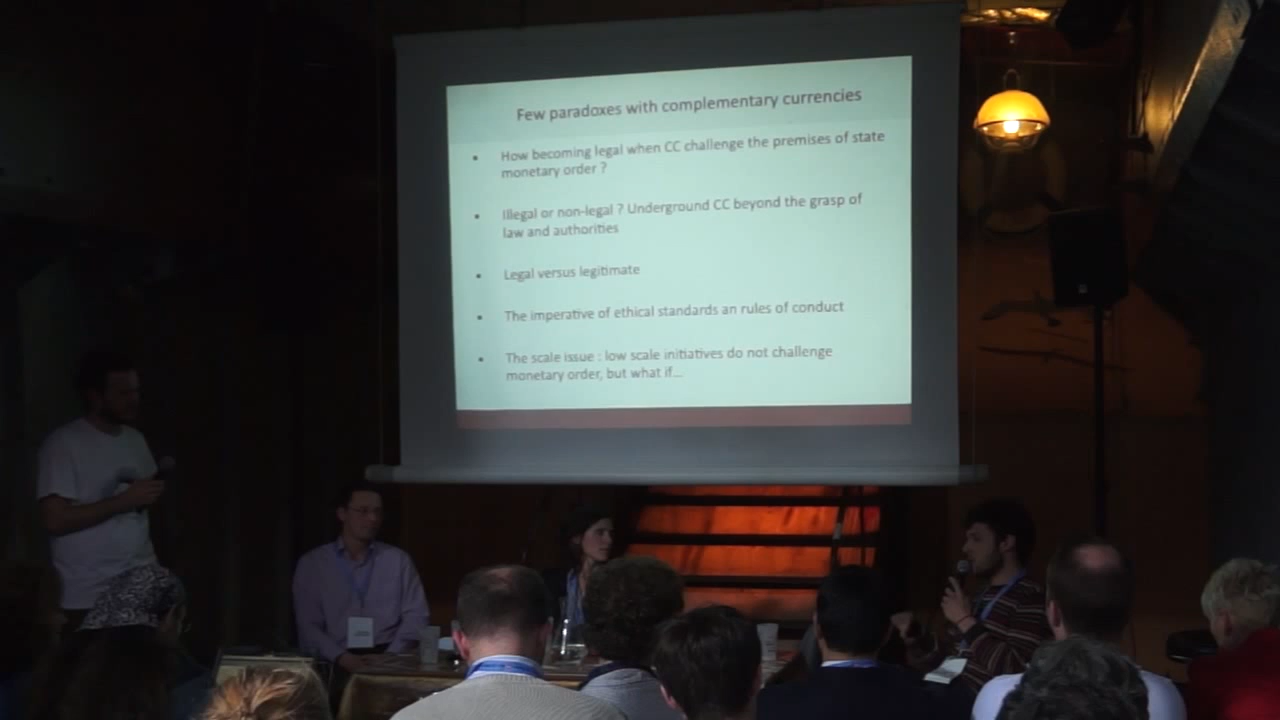 Few paradoxes with complementary currencies
• How becoming legal when CC challenge the premises of state
monetary order ?
• Illegal or non-legal ? Underground CC beyond the grasp of
law and authorities
• Legal versus legitimate
• The imperative of ethical standards an rules of conduct
• The scale issue : low scale initiatives do not challenge
monetary order, but what if...